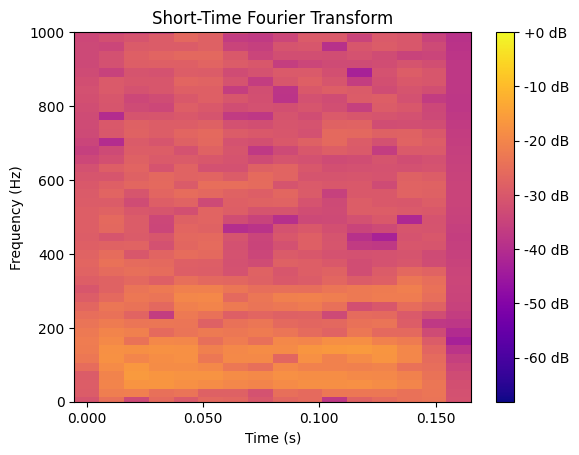 Short-Time Fourier Transform
1000
800
600
400
200
0
Frequency (Hz)
0.000
0.050
0.100
0.150
Time (s)
+0 dB
-10 dB
-20 dB
-30 dB
-40 dB
-50 dB
-60 dB